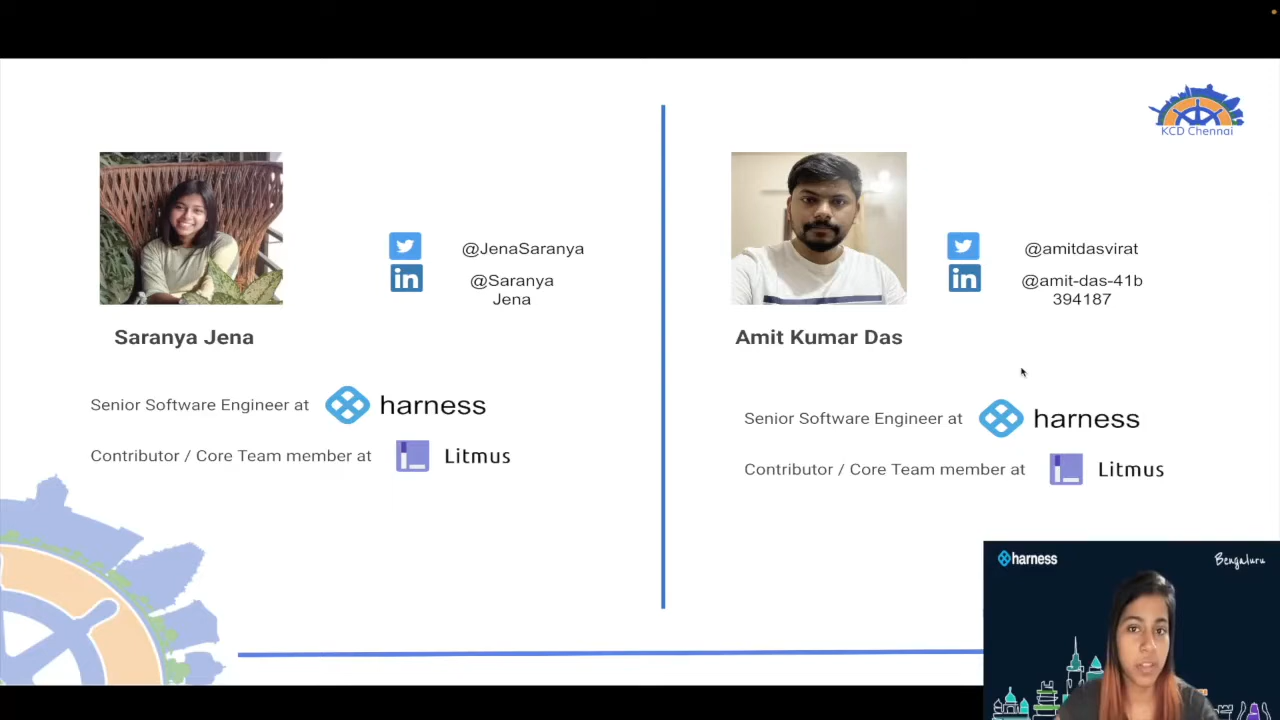 KCD Chennai
@JenaSaranya
@Saranya
Jena
Saranya Jena
Senior Software Engineer at harness
Contributor / Core Team member at Litmus
@amitdasvirat
@amit-das-41b
394187
Amit Kumar Das
Senior Software Engineer at harness
Contributor / Core Team member at Litmus
harness
Bengaluru